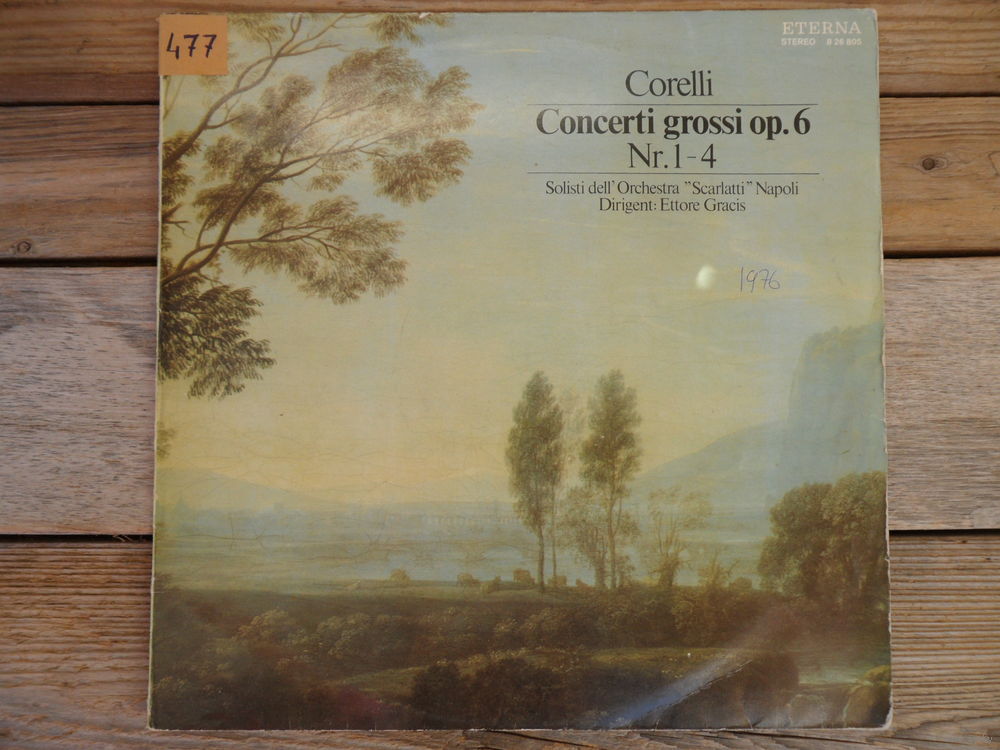 477
ETERNA
STEREO 8 26 805
Corelli
Concerti grossi op. 6
Nr. 1-4
Solisti dell' Orchestra "Scarlatti" Napoli
Dirigent: Ettore Gracis
1976